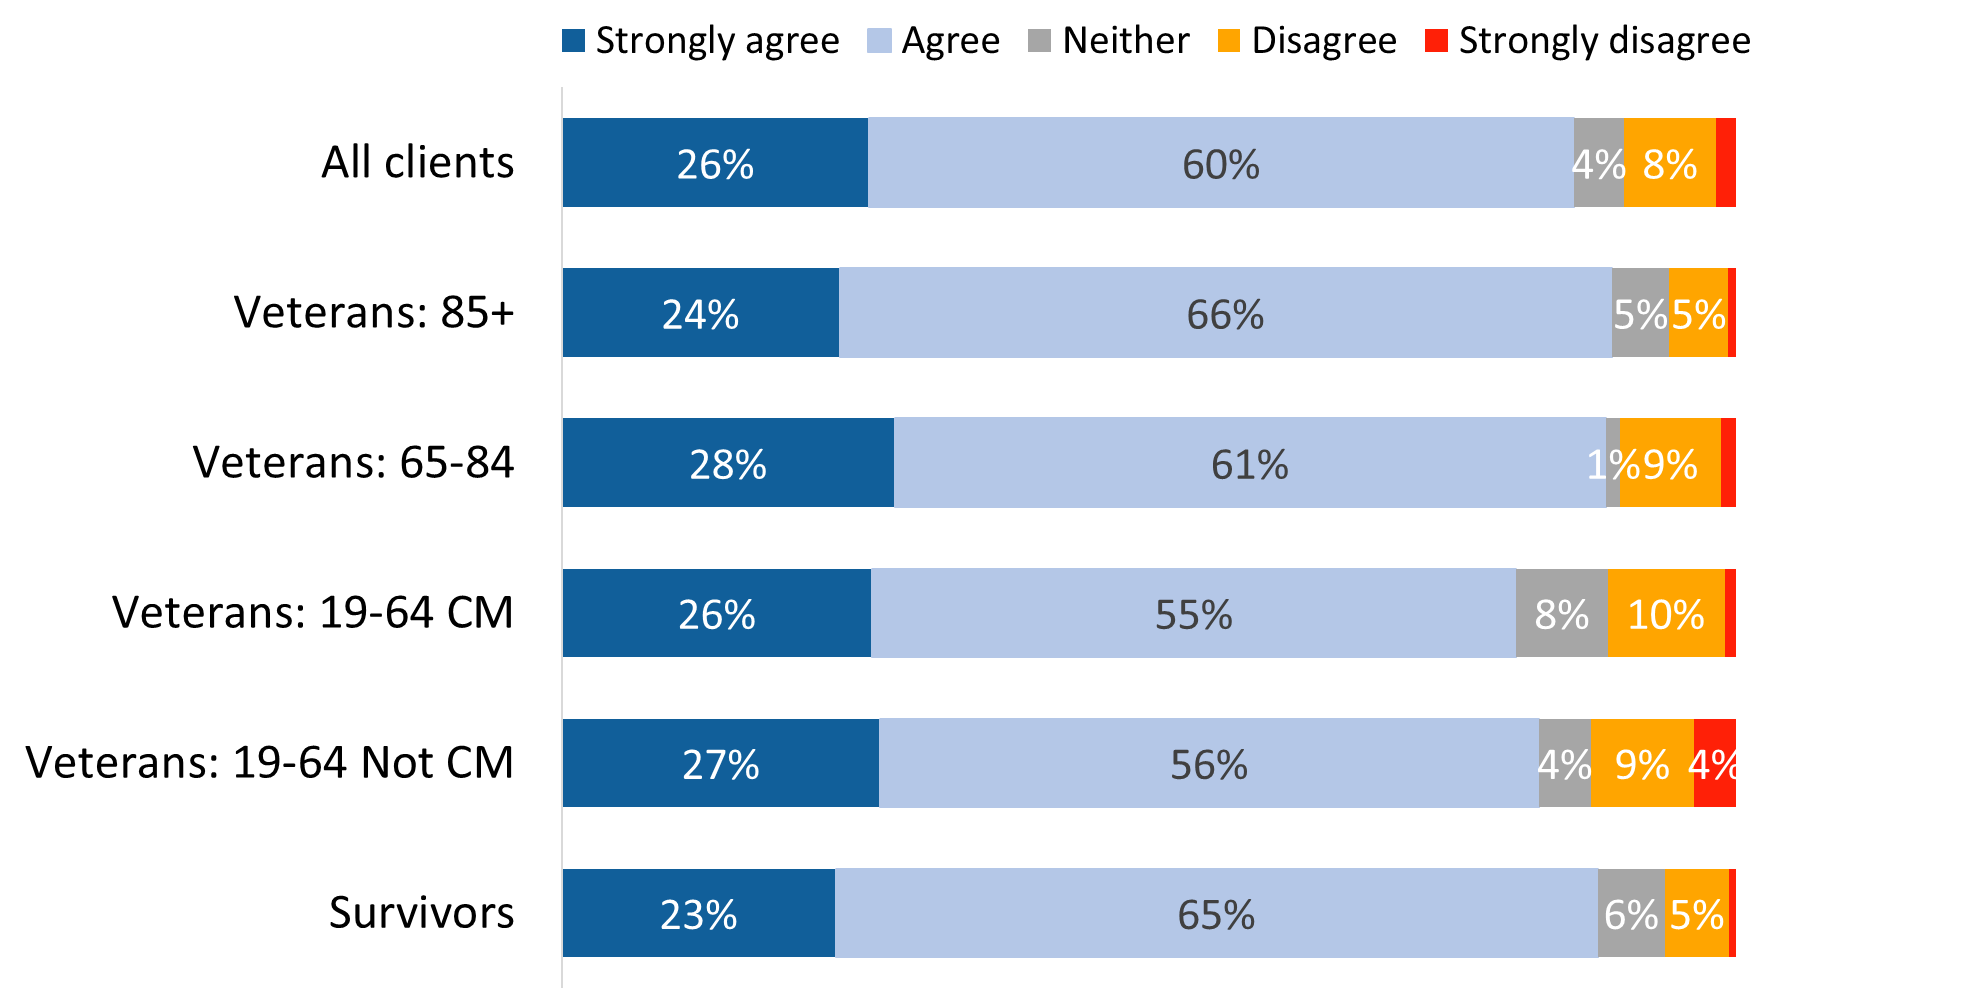 Strongly agree Agree Neither Disagree Strongly disagree
All clients 26% 60% 4% 8%
Veterans: 85+ 24% 66% 5% 5%
Veterans: 65-84 28% 61% 1% 9%
Veterans: 19-64 CM 26% 55% 8% 10%
Veterans: 19-64 Not CM 27% 56% 4% 9% 4%
Survivors 23% 65% 6% 5%